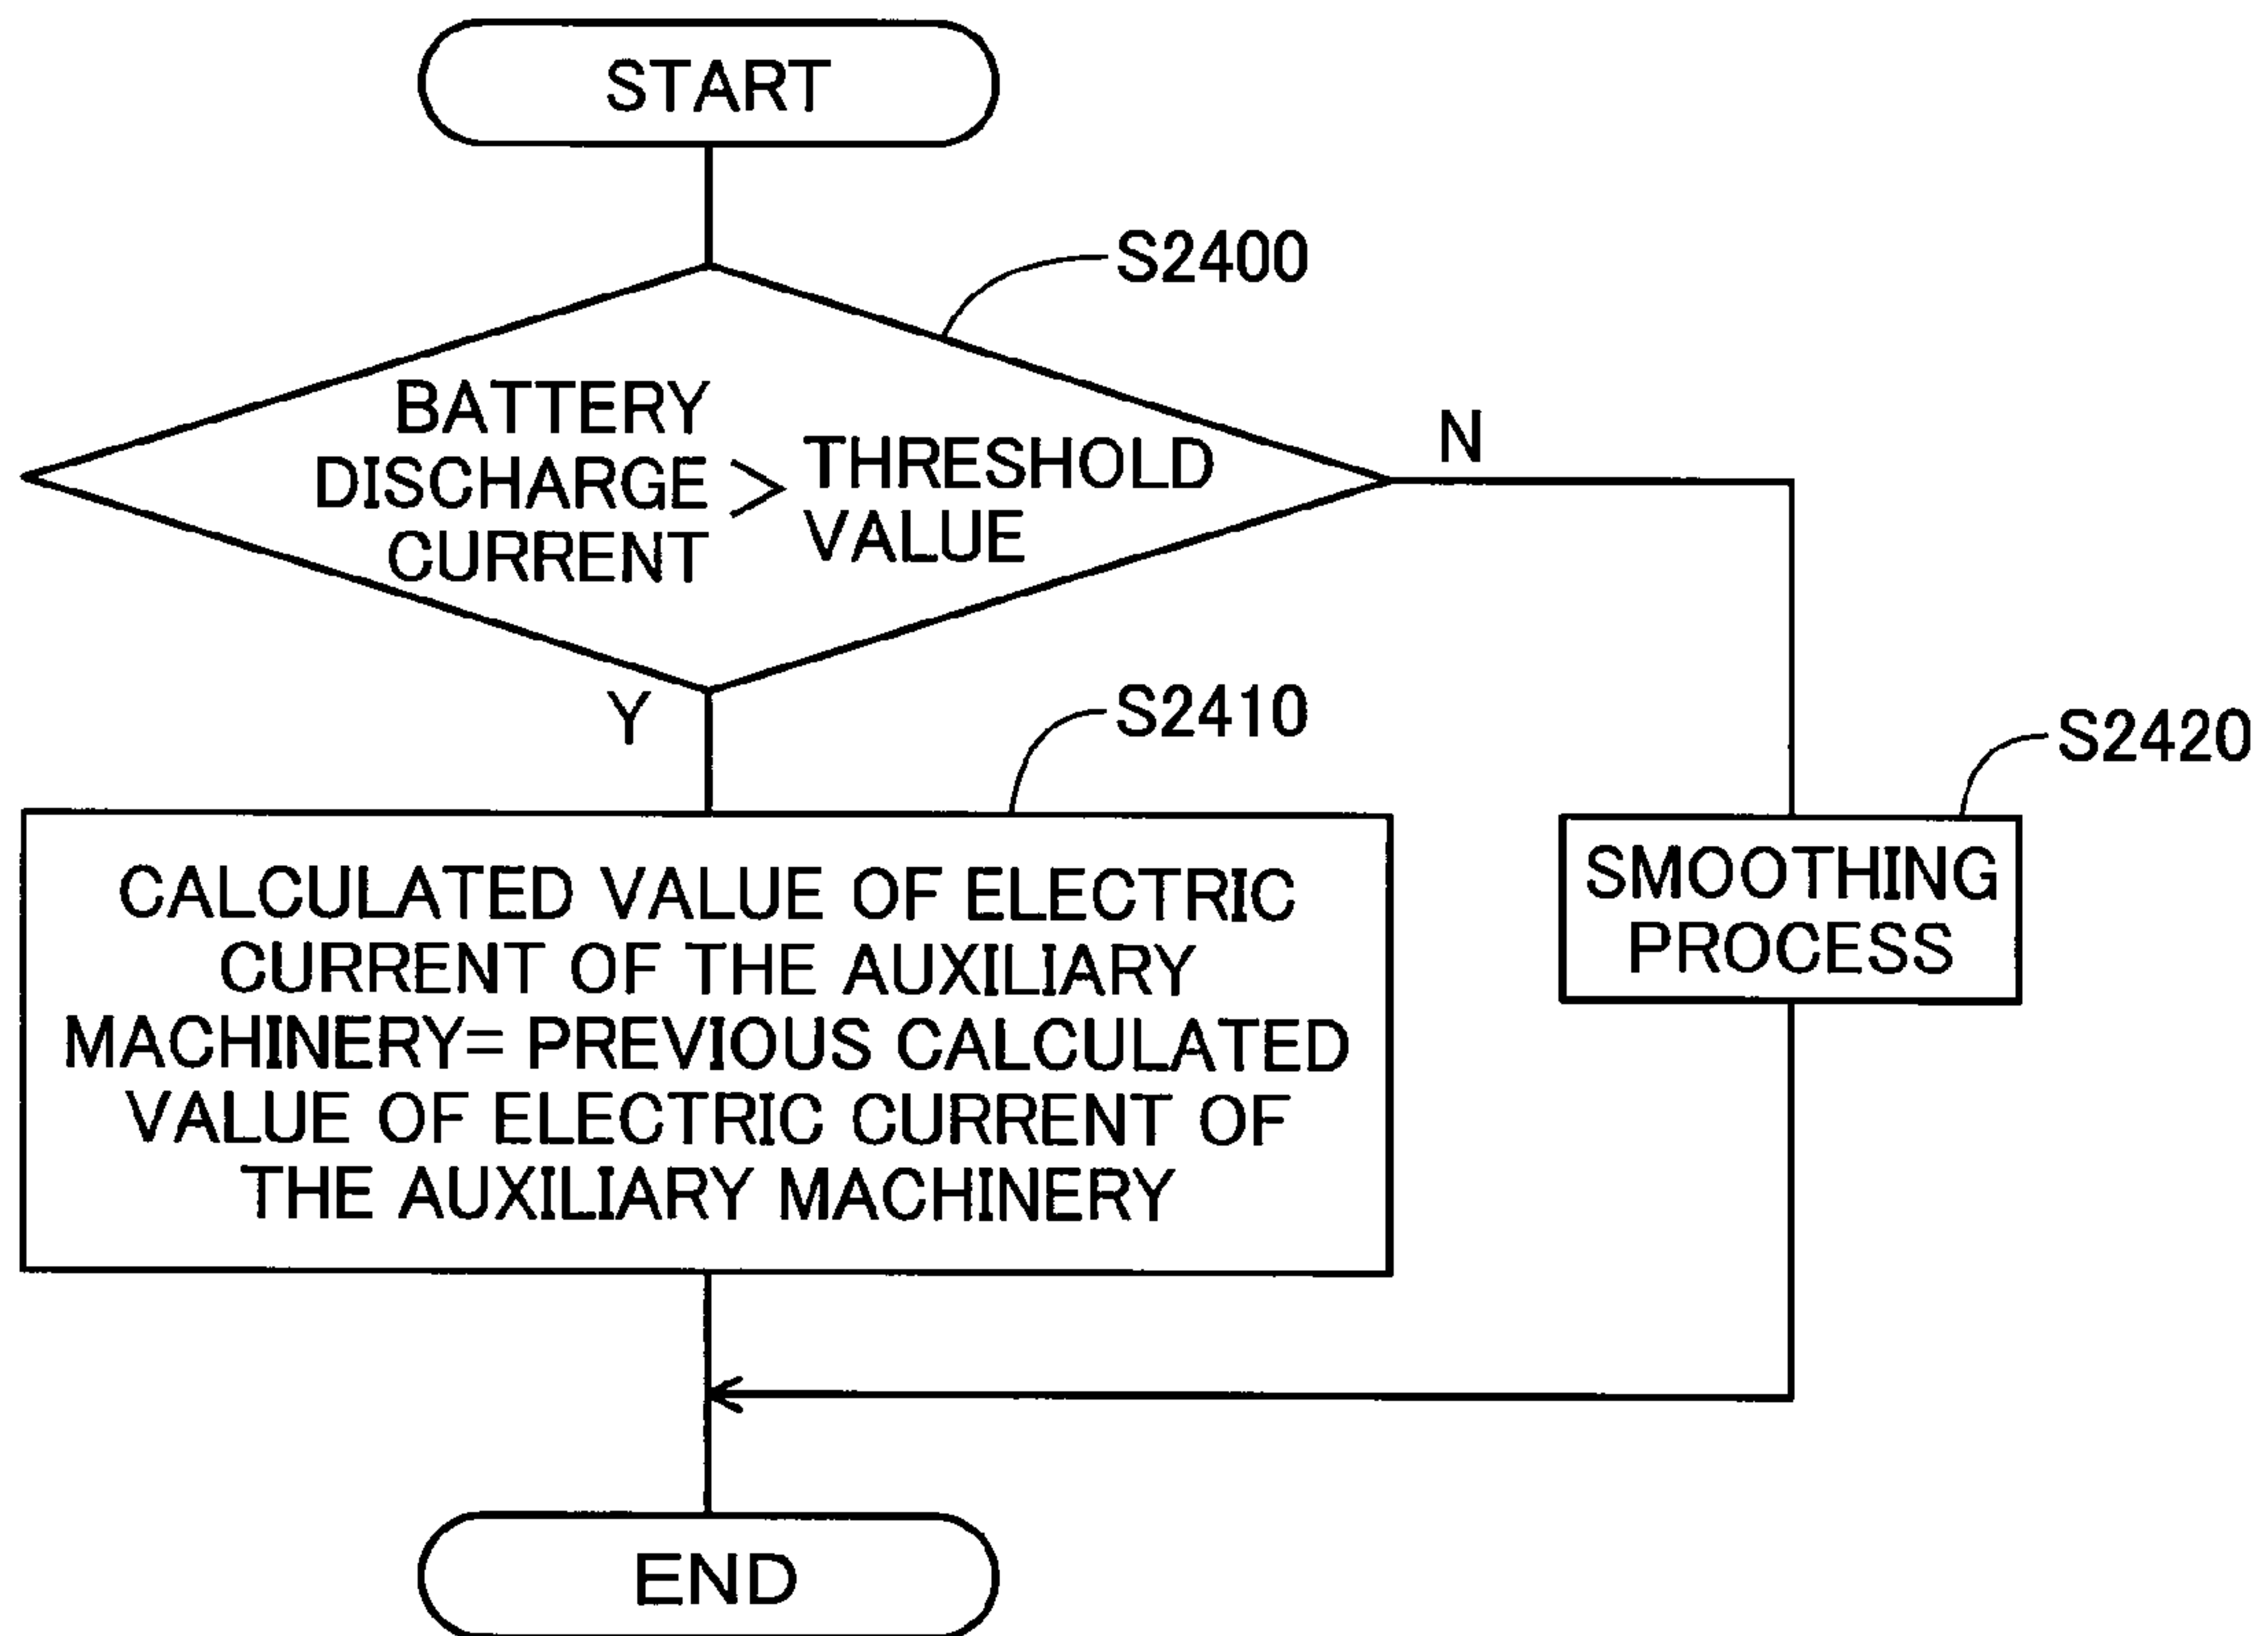 START
S2400
BATTERY
DISCHARGE
CURRENT
>
THRESHOLD
VALUE
N
Y
S2410
S2420
CALCULATED VALUE OF ELECTRIC
CURRENT OF THE AUXILIARY
MACHINERY= PREVIOUS CALCULATED
VALUE OF ELECTRIC CURRENT OF
THE AUXILIARY MACHINERY
SMOOTHING
PROCESS
END